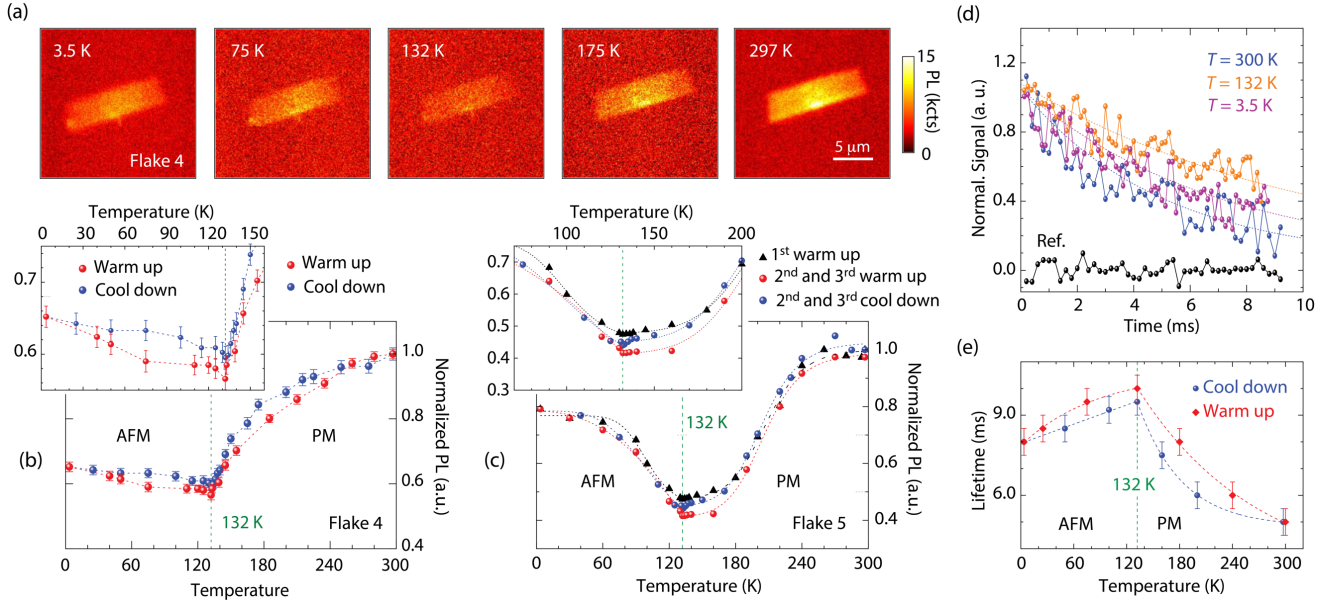 (a)
3.5 K
75 K
132 K
175 K
297 K
Flake 4
5 μm
15
PL (kcts)
0
Temperature (K)
0 30 60 90 120 150
0.7
0.6
Warm up
Cool down
Warm up
Cool down
AFM
PM
(b)
132 K
Flake 4
1.0
0.8
0.6
0.4
Normalized PL (a.u.)
0 60 120 180 240 300
Temperature
Temperature (K)
90 140 200
0.7
0.6
0.5
0.4
0.3
1st warm up
2nd and 3rd warm up
2nd and 3rd cool down
132 K
AFM
PM
(c)
Flake 5
1.0
0.8
0.6
0.4
Normalized PL (a.u.)
0 60 120 180 240 300
Temperature (K)
(d)
1.2
0.8
0.4
0.0
Normal. Signal (a. u.)
T = 300 K
T = 132 K
T = 3.5 K
Ref.
0 2 4 6 8 10
Time (ms)
(e)
9.0
6.0
3.0
Lifetime (ms)
Cool down
Warm up
132 K
AFM
PM
0 60 120 180 240 300
Temperature (K)